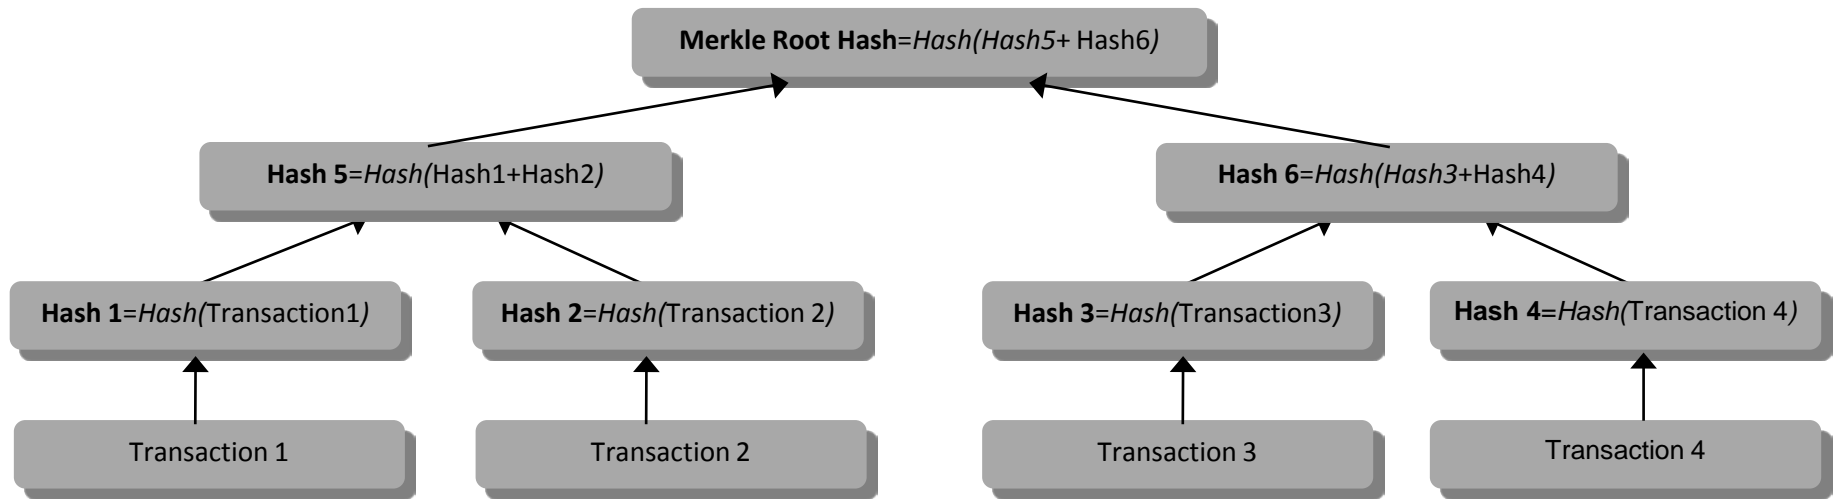 Merkle Root Hash=Hash(Hash5+ Hash6)
Hash 5=Hash(Hash1+Hash2)
Hash 6=Hash(Hash3+Hash4)
Hash 1=Hash(Transaction1)
Hash 2=Hash(Transaction 2)
Hash 3=Hash(Transaction3)
Hash 4=Hash(Transaction 4)
Transaction 1
Transaction 2
Transaction 3
Transaction 4